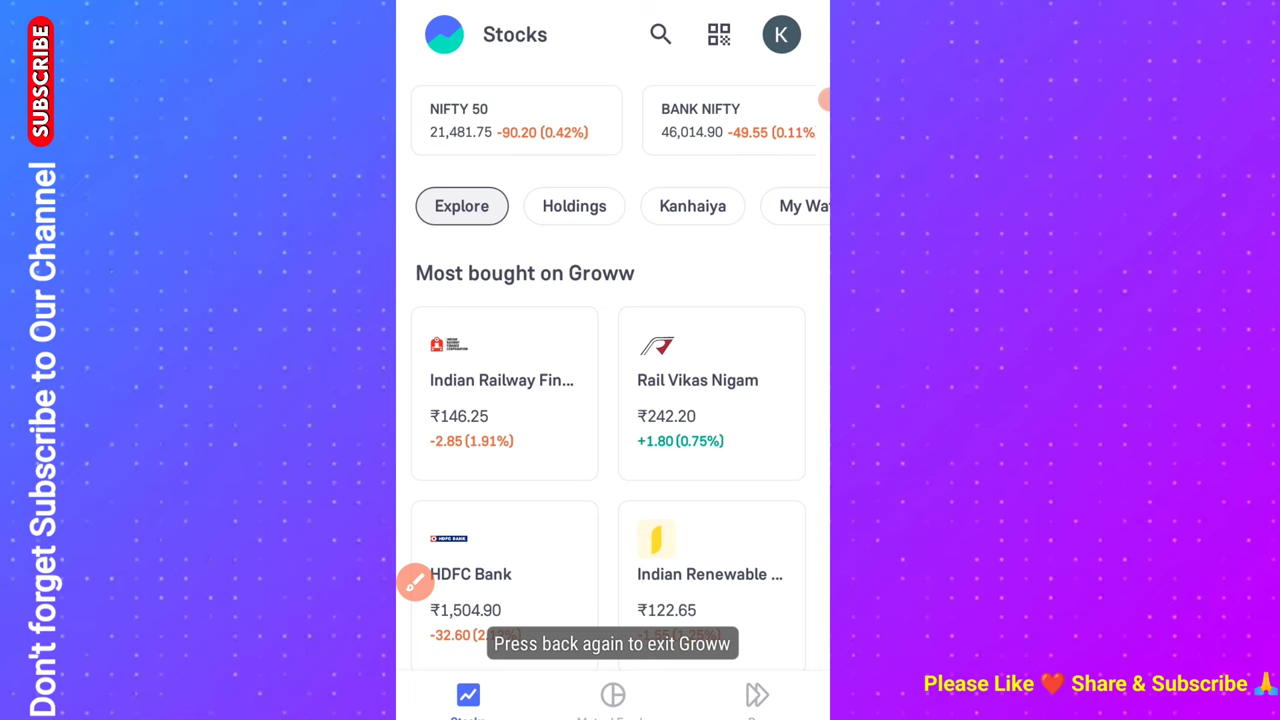 Don't forget Subscribe to Our Channel
SUBSCRIBE
Stocks
K
NIFTY 50
21,481.75 -90.20 (0.42%)
BANK NIFTY
46,014.90 -49.55 (0.11%
Explore
Holdings
Kanhaiya
My Wat
Most bought on Groww
Indian Railway Fin...
₹146.25
-2.85 (1.91%)
Rail Vikas Nigam
₹242.20
+1.80 (0.75%)
HDFC BANK
HDFC Bank
₹1,504.90
-32.60
Indian Renewable ...
₹122.65
Press back again to exit Groww
Please Like ❤️ Share & Subscribe 🙏